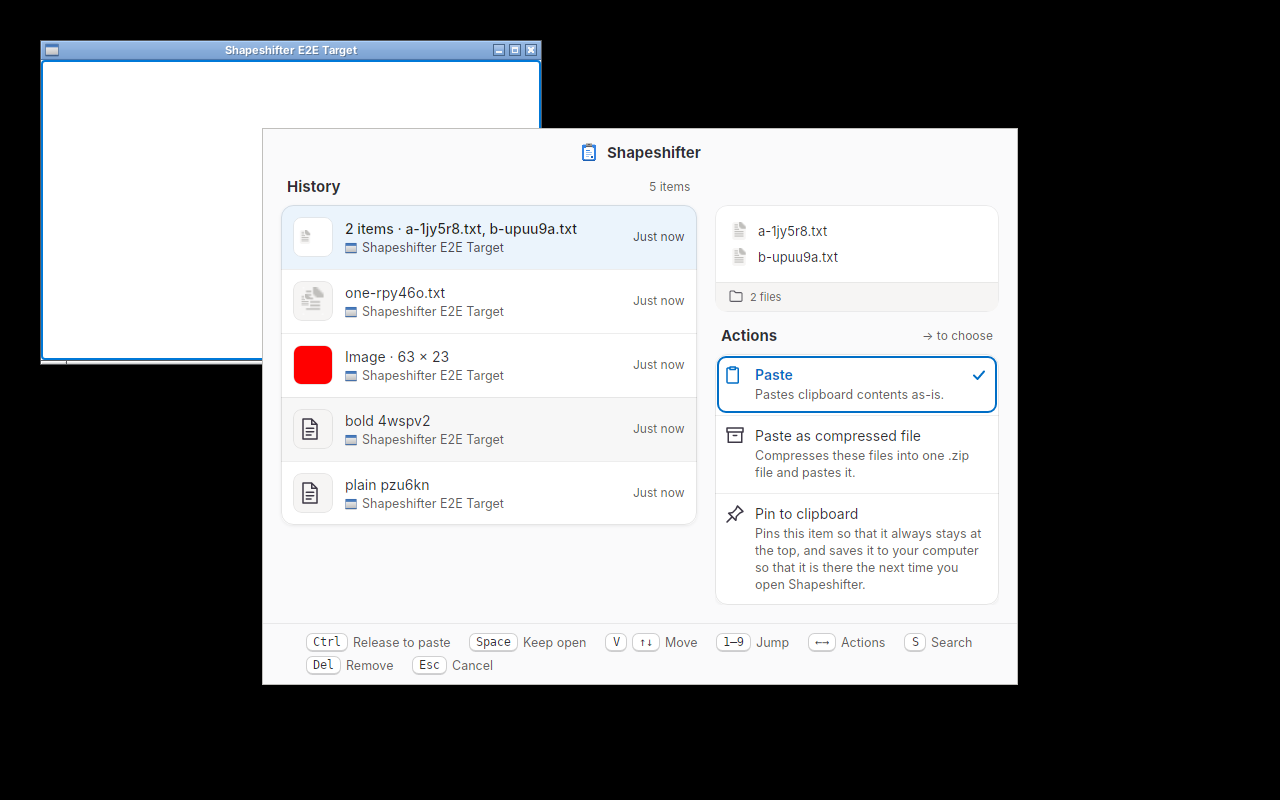 Shapeshifter E2E Target
Shapeshifter
History
5 items
2 items · a-1jy5r8.txt, b-upuu9a.txt
Shapeshifter E2E Target
Just now
one-rpy46o.txt
Shapeshifter E2E Target
Just now
Image · 63 × 23
Shapeshifter E2E Target
Just now
bold 4wspv2
Shapeshifter E2E Target
Just now
plain pzu6kn
Shapeshifter E2E Target
Just now
a-1jy5r8.txt
b-upuu9a.txt
2 files
Actions
→ to choose
Paste
Pastes clipboard contents as-is.
Paste as compressed file
Compresses these files into one .zip
file and pastes it.
Pin to clipboard
Pins this item so that it always stays at
the top, and saves it to your computer
so that it is there the next time you
open Shapeshifter.
Ctrl Release to paste Space Keep open V ↑↓ Move 1–9 Jump ←→ Actions S Search
Del Remove Esc Cancel